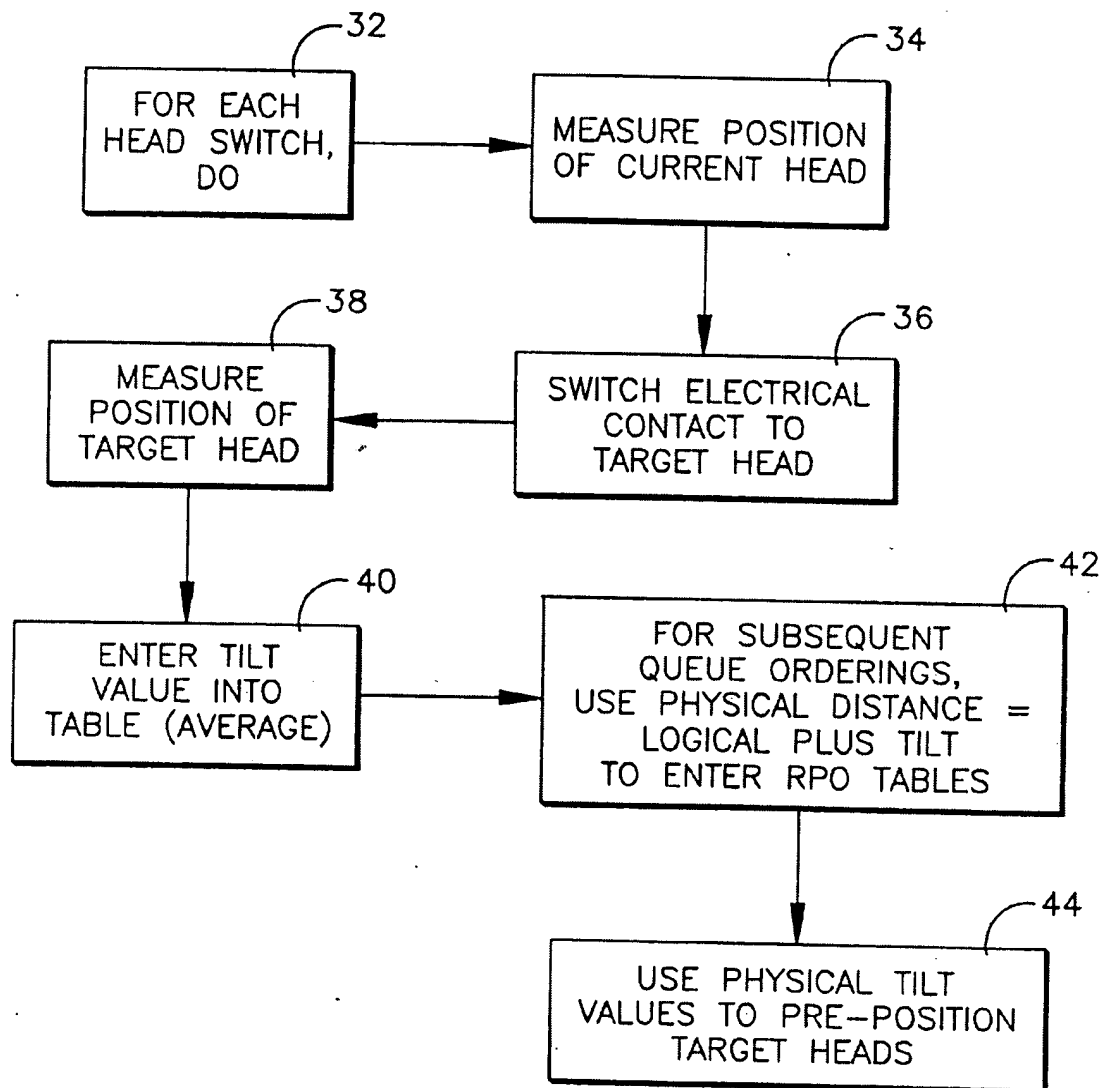 32
FOR EACH
HEAD SWITCH,
DO
34
MEASURE POSITION
OF CURRENT HEAD
36
SWITCH ELECTRICAL
CONTACT TO
TARGET HEAD
38
MEASURE
POSITION OF
TARGET HEAD
40
ENTER TILT
VALUE INTO
TABLE (AVERAGE)
42
FOR SUBSEQUENT
QUEUE ORDERINGS,
USE PHYSICAL DISTANCE =
LOGICAL PLUS TILT
TO ENTER RPO TABLES
44
USE PHYSICAL TILT
VALUES TO PRE-POSITION
TARGET HEADS